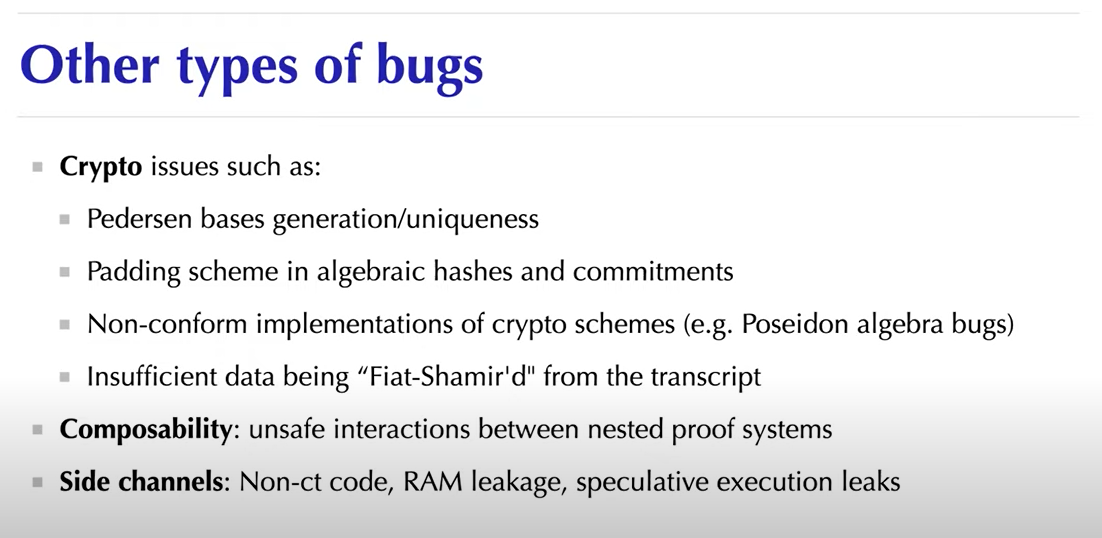 Other types of bugs
Crypto issues such as:
Pedersen bases generation/uniqueness
Padding scheme in algebraic hashes and commitments
Non-conform implementations of crypto schemes (e.g. Poseidon algebra bugs)
Insufficient data being “Fiat-Shamir'd" from the transcript
Composability: unsafe interactions between nested proof systems
Side channels: Non-ct code, RAM leakage, speculative execution leaks